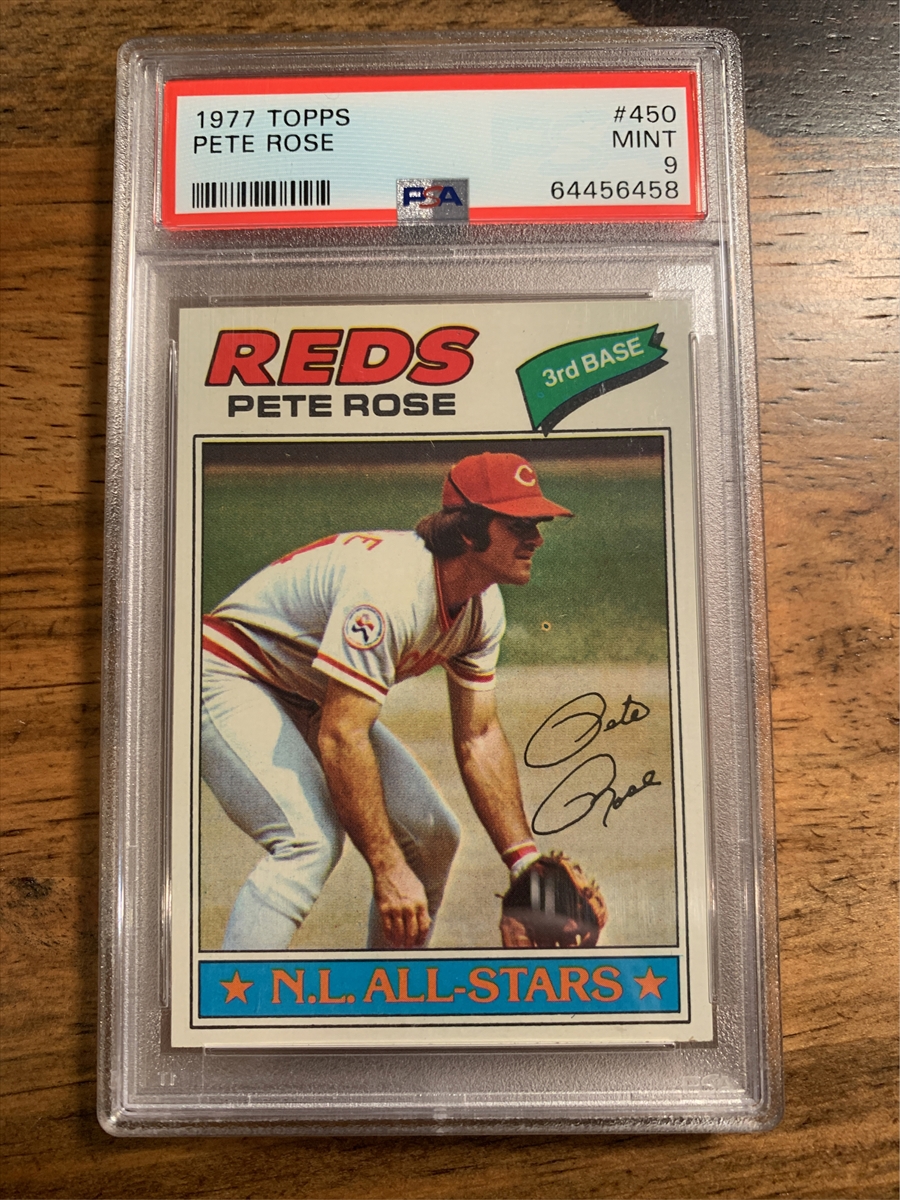 1977 TOPPS #450
PETE ROSE MINT
9
64456458
PSA
REDS
PETE ROSE
3rd BASE
C
E
Pete
Rose
★ N.L. ALL-STARS ★